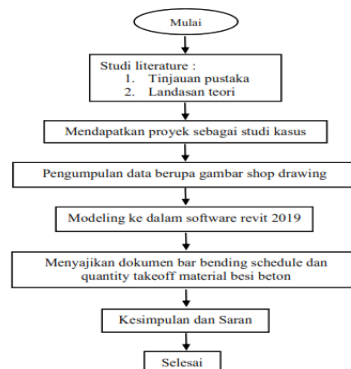 Mulai
Studi literature :
1. Tinjauan pustaka
2. Landasan teori
Mendapatkan proyek sebagai studi kasus
Pengumpulan data berupa gambar shop drawing
Modeling ke dalam software revit 2019
Menyajikan dokumen bar bending schedule dan
quantity takeoff material besi beton
Kesimpulan dan Saran
Selesai